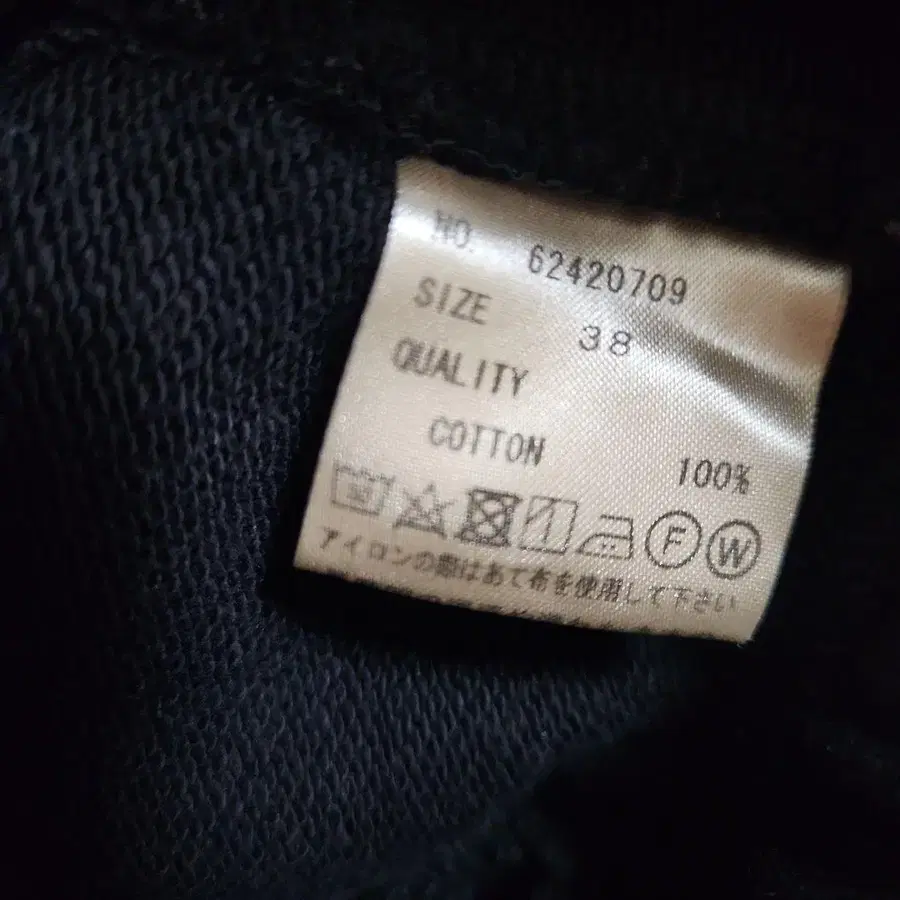 NO. 62420709
SIZE 38
QUALITY
COTTON 100%
F W
アイロンの際はあて布を使用して下さい